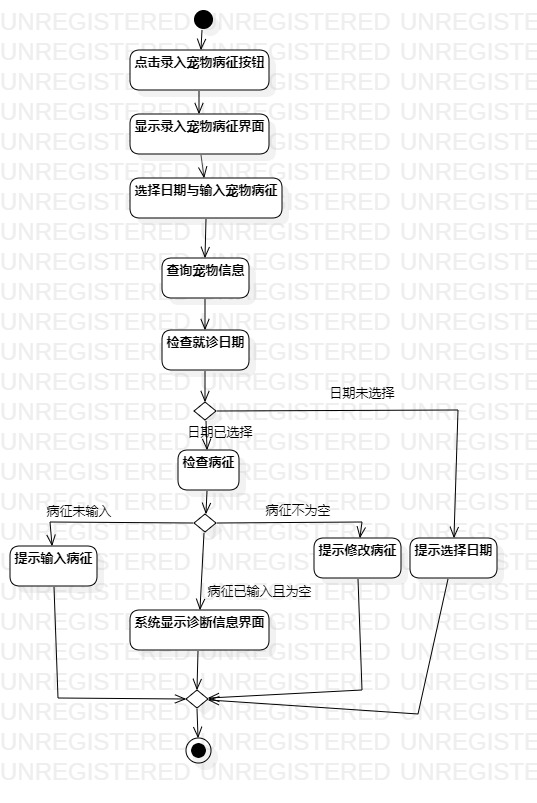 点击录入宠物病征按钮
显示录入宠物病征界面
选择日期与输入宠物病征
查询宠物信息
检查就诊日期
日期未选择
日期已选择
检查病征
病征未输入
病征不为空
提示输入病征
提示修改病征
提示选择日期
病征已输入且为空
系统显示诊断信息界面
UNREGISTERED